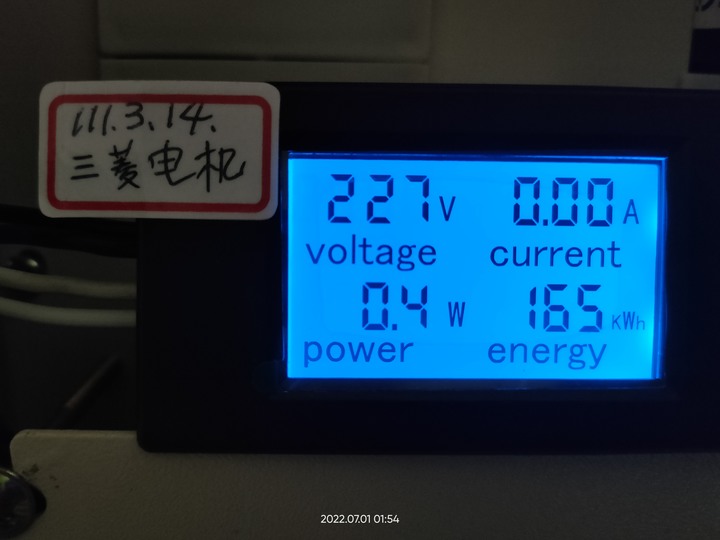 111.3.14.
三菱电机
227 V 0.00 A
voltage current
0.4 W 165 KWh
power energy
2022.07.01 01:54